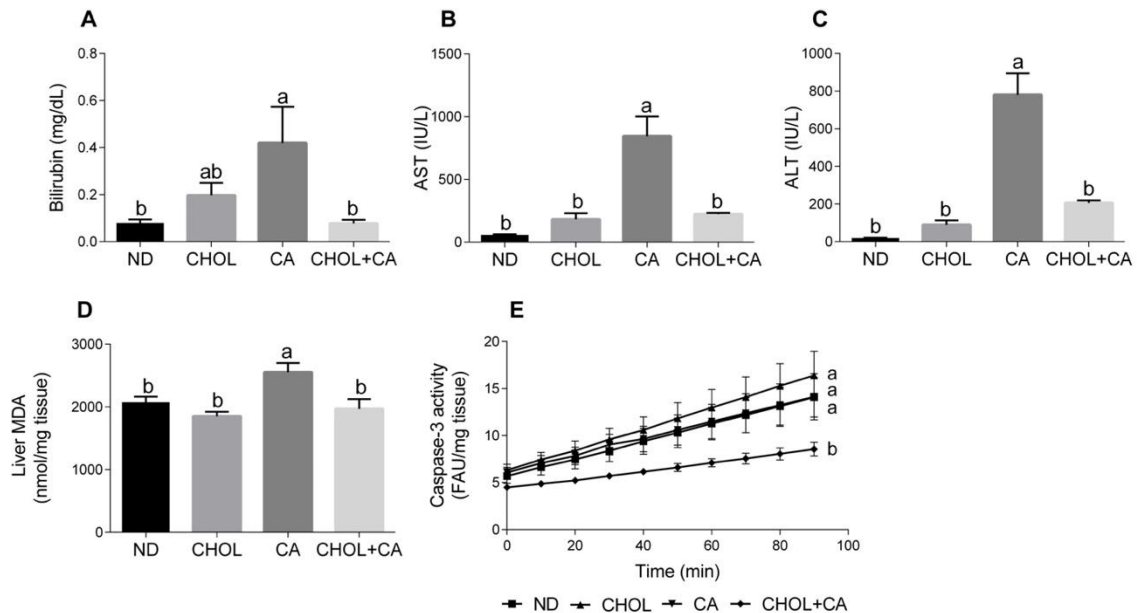 A
Bilirubin (mg/dL)
0.8
0.6
0.4
0.2
0.0
b
ab
a
b
ND CHOL CA CHOL+CA
B
AST (IU/L)
1500
1000
500
0
b
b
a
b
ND CHOL CA CHOL+CA
C
ALT (IU/L)
1000
800
600
400
200
0
b
b
a
b
ND CHOL CA CHOL+CA
D
Liver MDA
(nmol/mg tissue)
3000
2000
1000
0
b
b
a
b
ND CHOL CA CHOL+CA
E
Caspase-3 activity
(FAU/mg tissue)
20
15
10
5
0
a
a
a
b
0 20 40 60 80 100
Time (min)
ND CHOL CA CHOL+CA